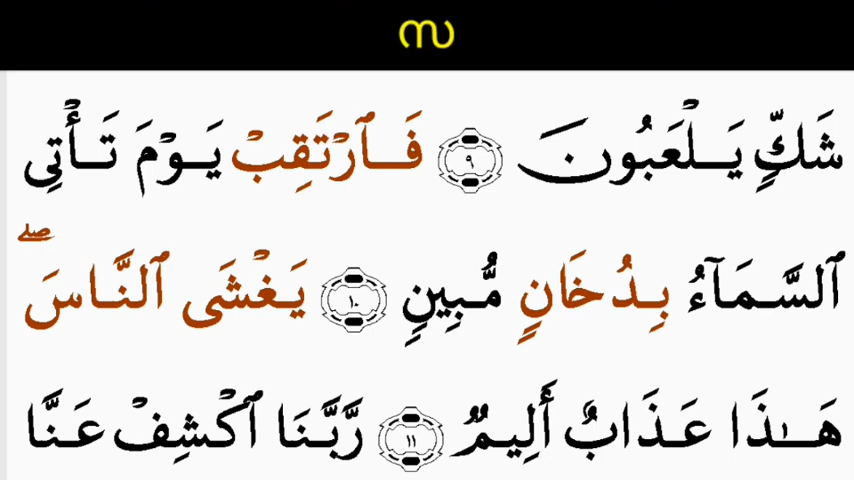 സ
شَكٍّ يَلْعَبُونَ ٩ فَٱرْتَقِبْ يَوْمَ تَأْتِى
ٱلسَّمَآءُ بِدُخَانٍ مُّبِينٍ ١٠ يَغْشَى ٱلنَّاسَ ۖ
هَـٰذَا عَذَابٌ أَلِيمٌ ١١ رَّبَّنَا ٱكْشِفْ عَنَّا